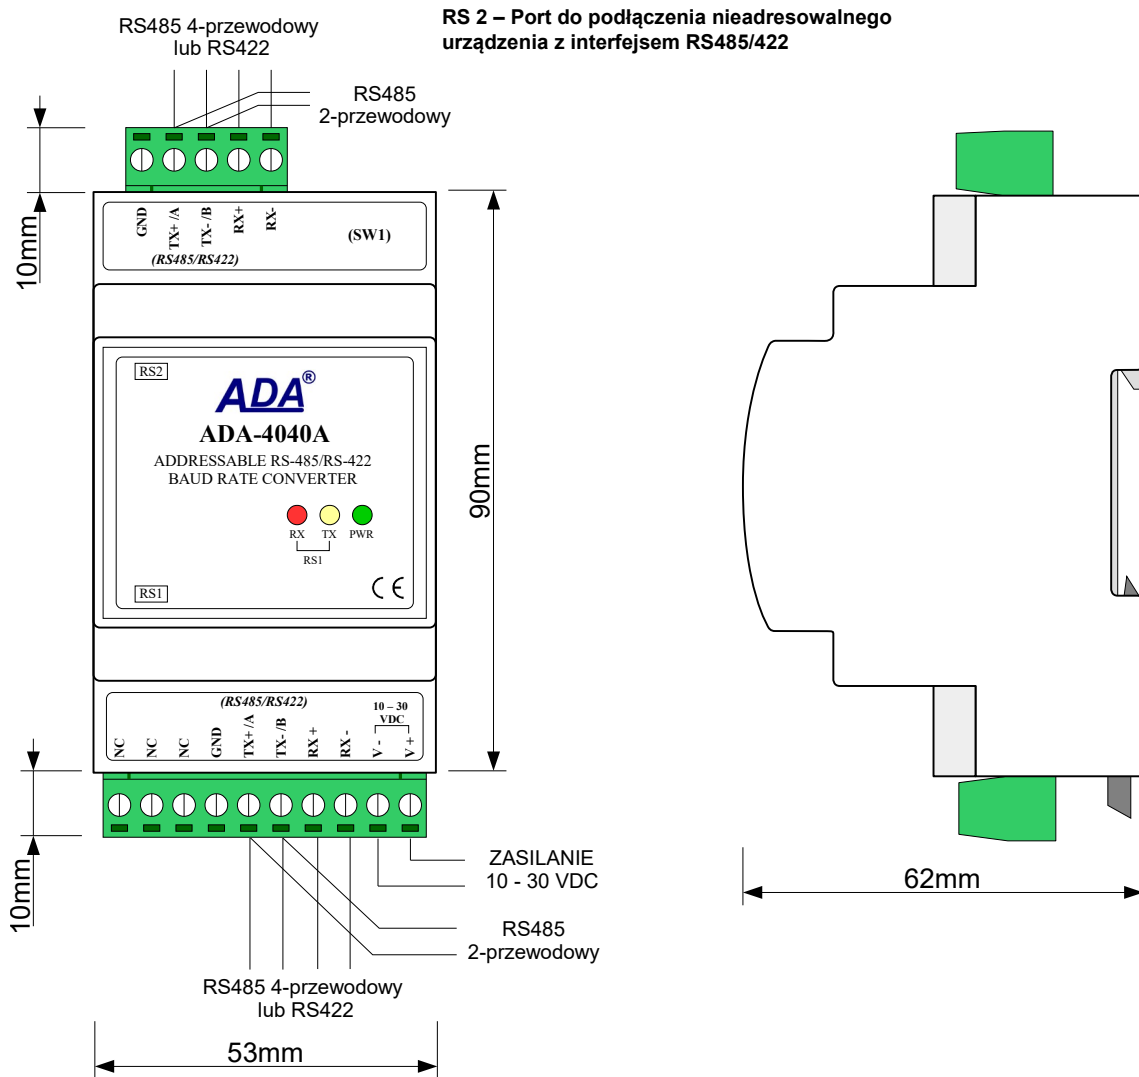 RS 2 – Port do podłączenia nieadresowalnego
urządzenia z interfejsem RS485/422
RS485 4-przewodowy
lub RS422
RS485
2-przewodowy
10mm
GND
TX+ /A
TX- /B
RX+
RX-
(SW1)
(RS485/RS422)
RS2
ADA®
ADA-4040A
ADDRESSABLE RS-485/RS-422
BAUD RATE CONVERTER
RX TX PWR
RS1
RS1
CE
90mm
(RS485/RS422)
10 – 30
VDC
NC
NC
NC
GND
TX+ /A
TX- /B
RX +
RX -
V -
V +
10mm
ZASILANIE
10 - 30 VDC
RS485
2-przewodowy
RS485 4-przewodowy
lub RS422
53mm
62mm